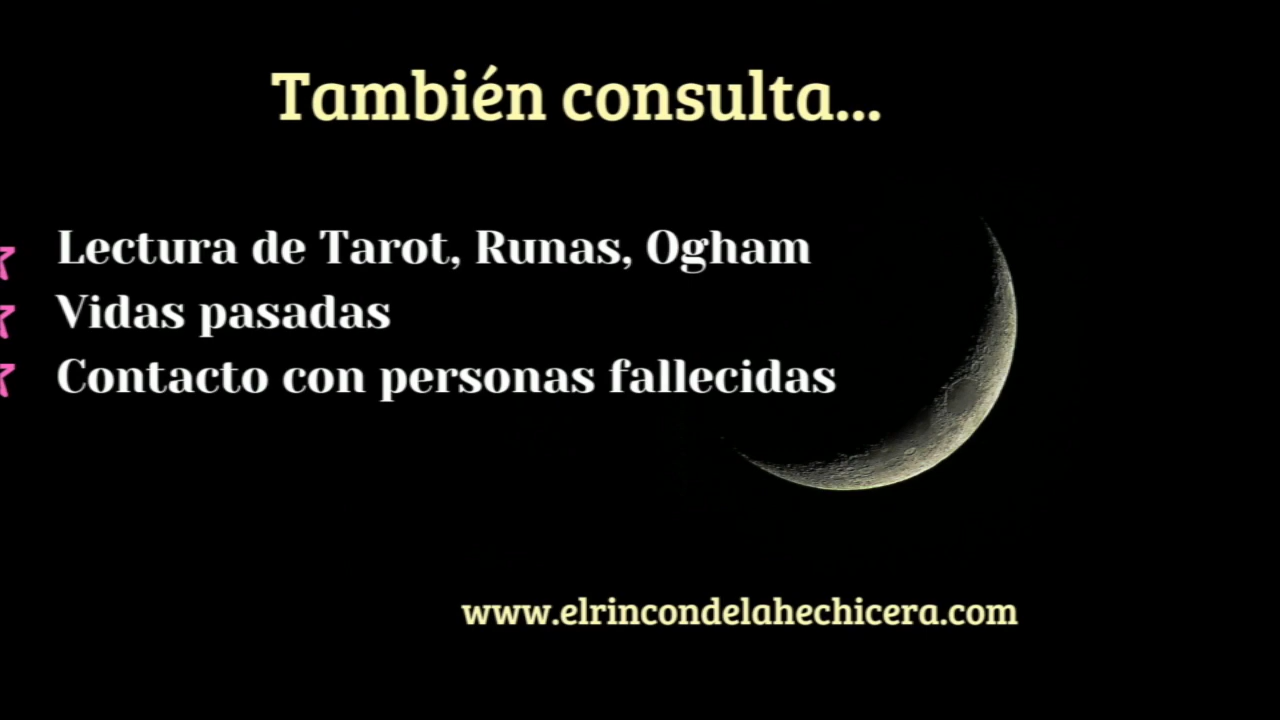 También consulta...
Lectura de Tarot, Runas, Ogham
Vidas pasadas
Contacto con personas fallecidas
www.elrincondelahechicera.com